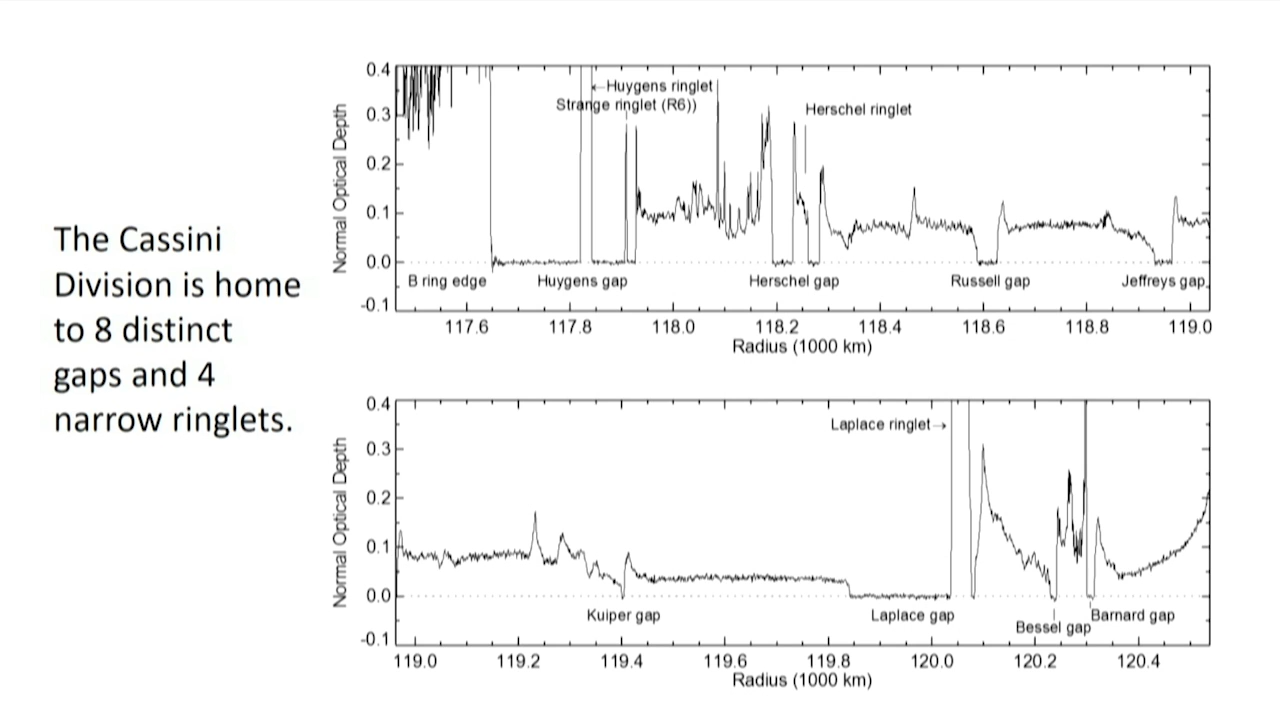 The Cassini
Division is home
to 8 distinct
gaps and 4
narrow ringlets.
0.4
0.3
0.2
0.1
0.0
-0.1
Normal Optical Depth
←Huygens ringlet
Strange ringlet (R6))
Herschel ringlet
B ring edge
Huygens gap
Herschel gap
Russell gap
Jeffreys gap
117.6 117.8 118.0 118.2 118.4 118.6 118.8 119.0
Radius (1000 km)
0.4
0.3
0.2
0.1
0.0
-0.1
Normal Optical Depth
Laplace ringlet→
Kuiper gap
Laplace gap
Bessel gap
Barnard gap
119.0 119.2 119.4 119.6 119.8 120.0 120.2 120.4
Radius (1000 km)